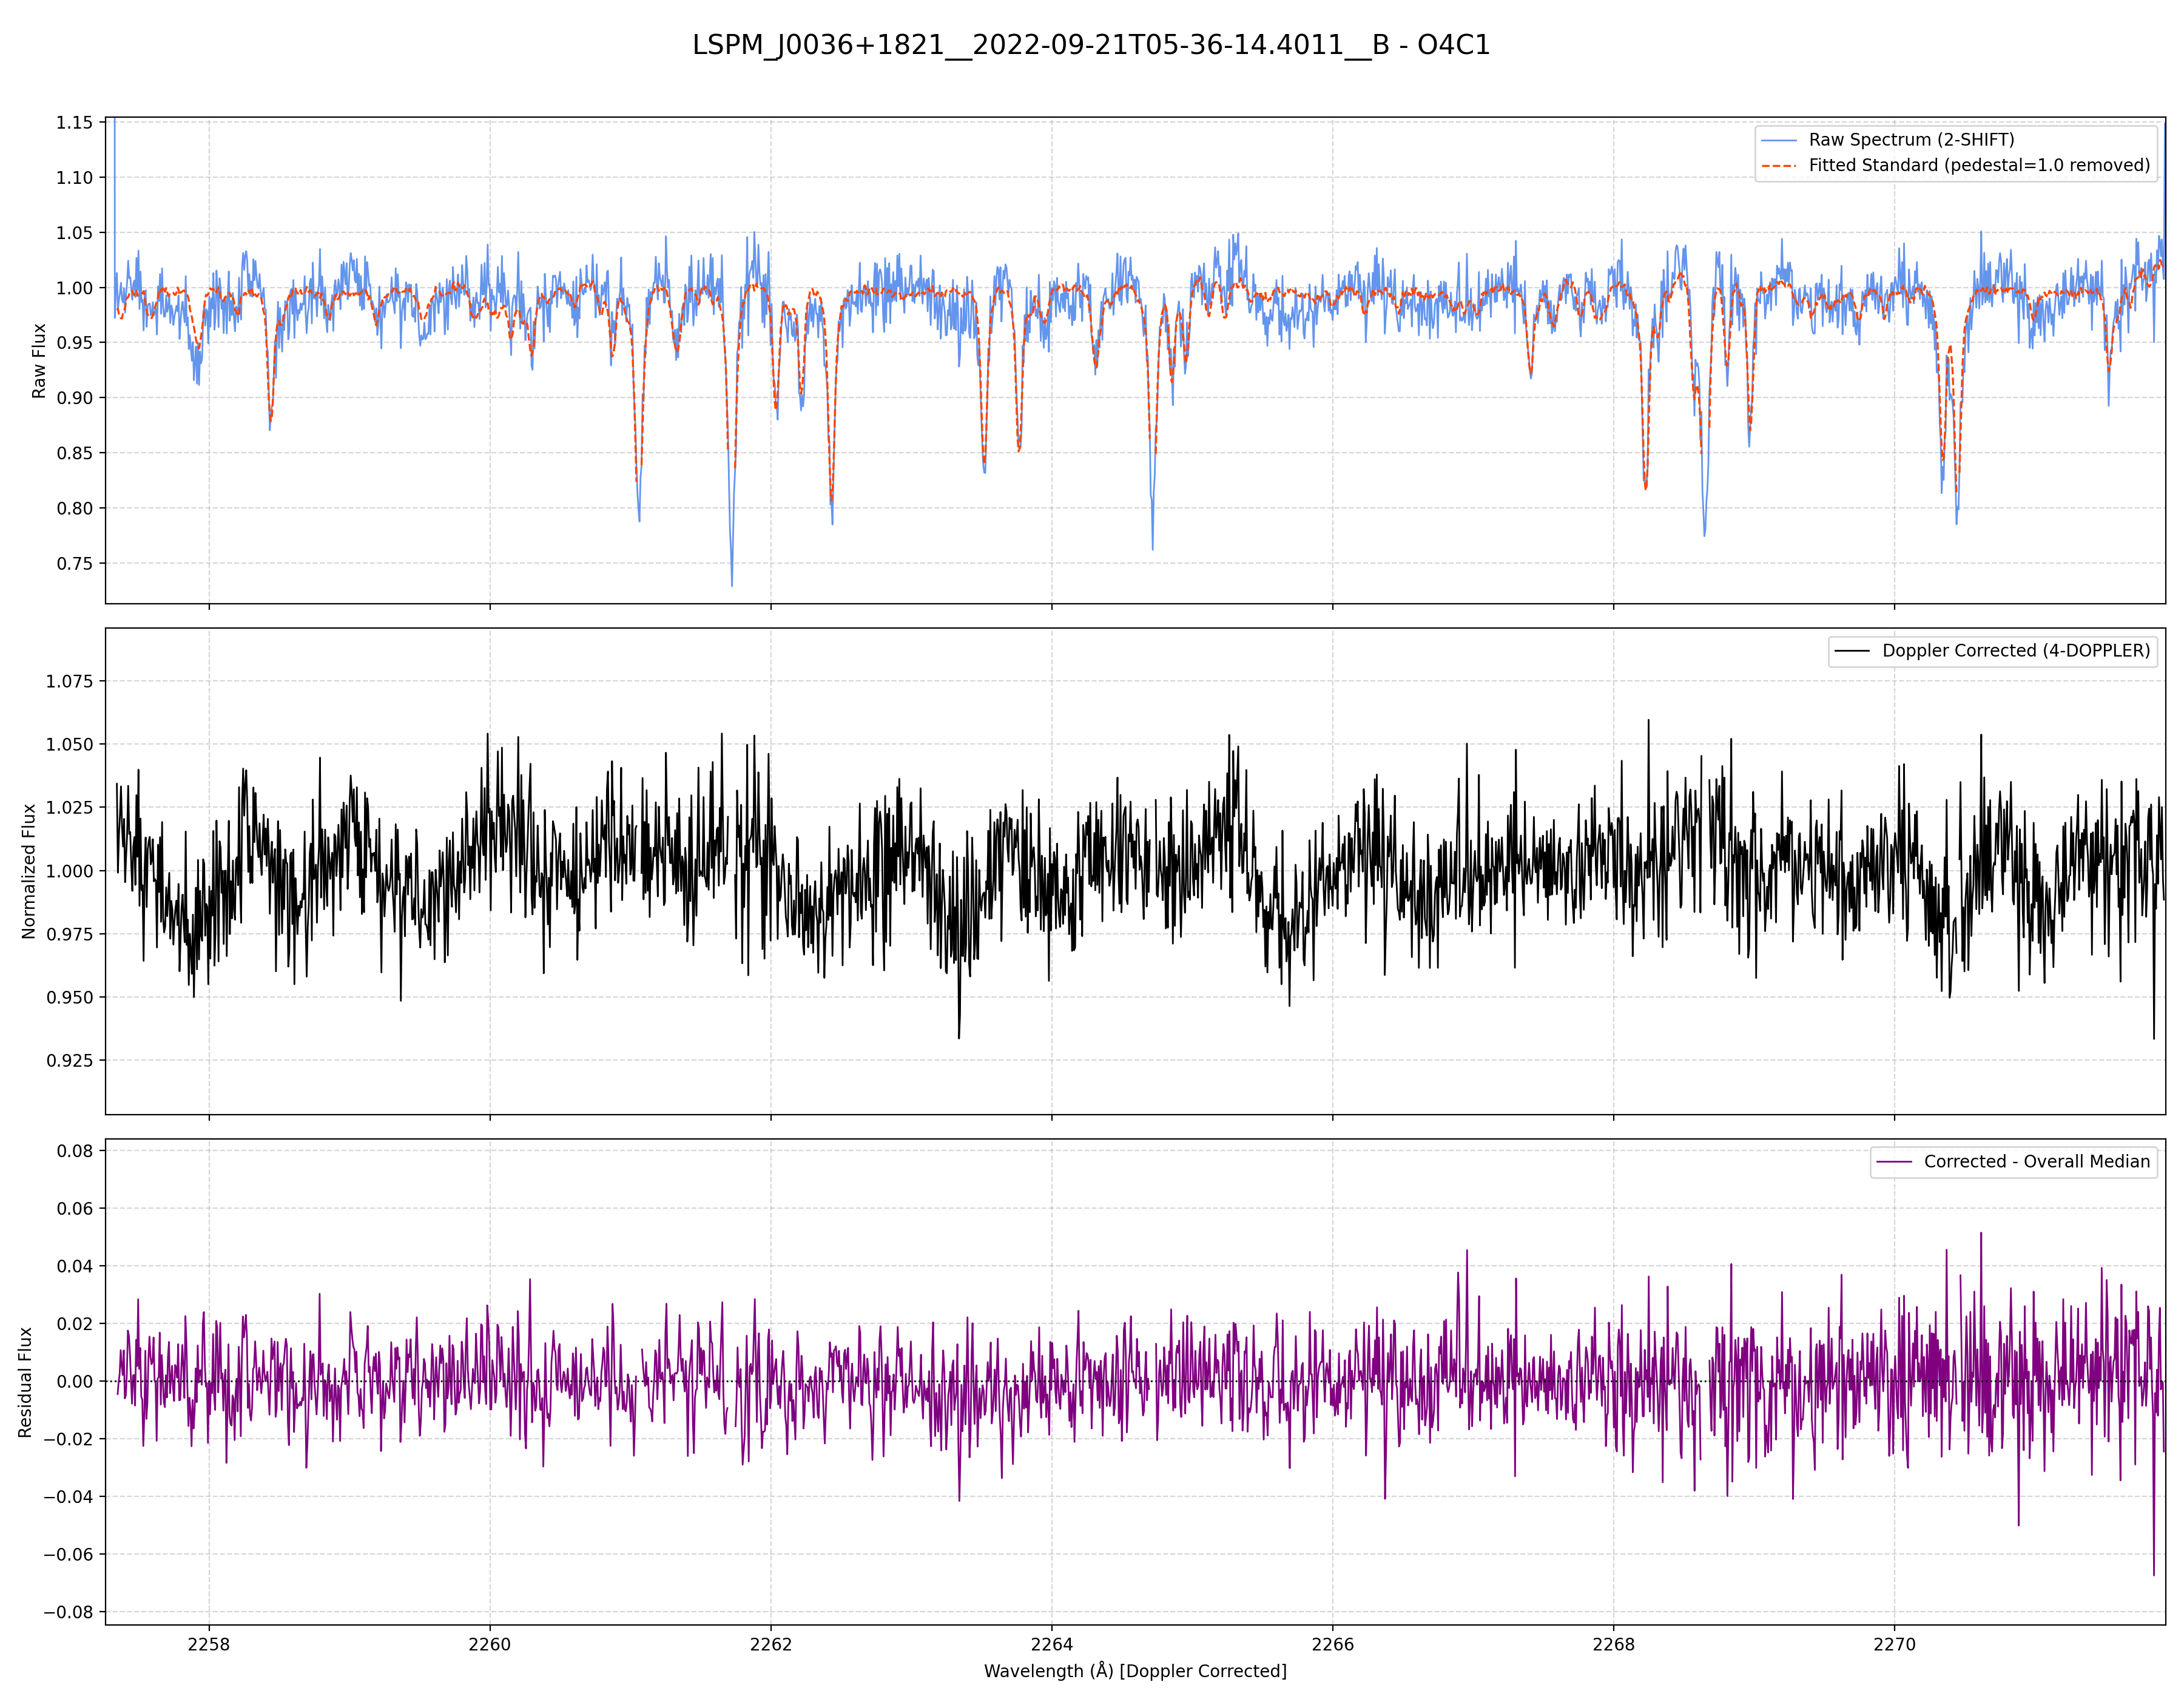 LSPM_J0036+1821__2022-09-21T05-36-14.4011__B - O4C1
1.15
1.10
1.05
1.00
0.95
0.90
0.85
0.80
0.75
Raw Flux
Raw Spectrum (2-SHIFT)
Fitted Standard (pedestal=1.0 removed)
1.075
1.050
1.025
1.000
0.975
0.950
0.925
Normalized Flux
Doppler Corrected (4-DOPPLER)
0.08
0.06
0.04
0.02
0.00
−0.02
−0.04
−0.06
−0.08
Residual Flux
Corrected - Overall Median
2258 2260 2262 2264 2266 2268 2270
Wavelength (Å) [Doppler Corrected]